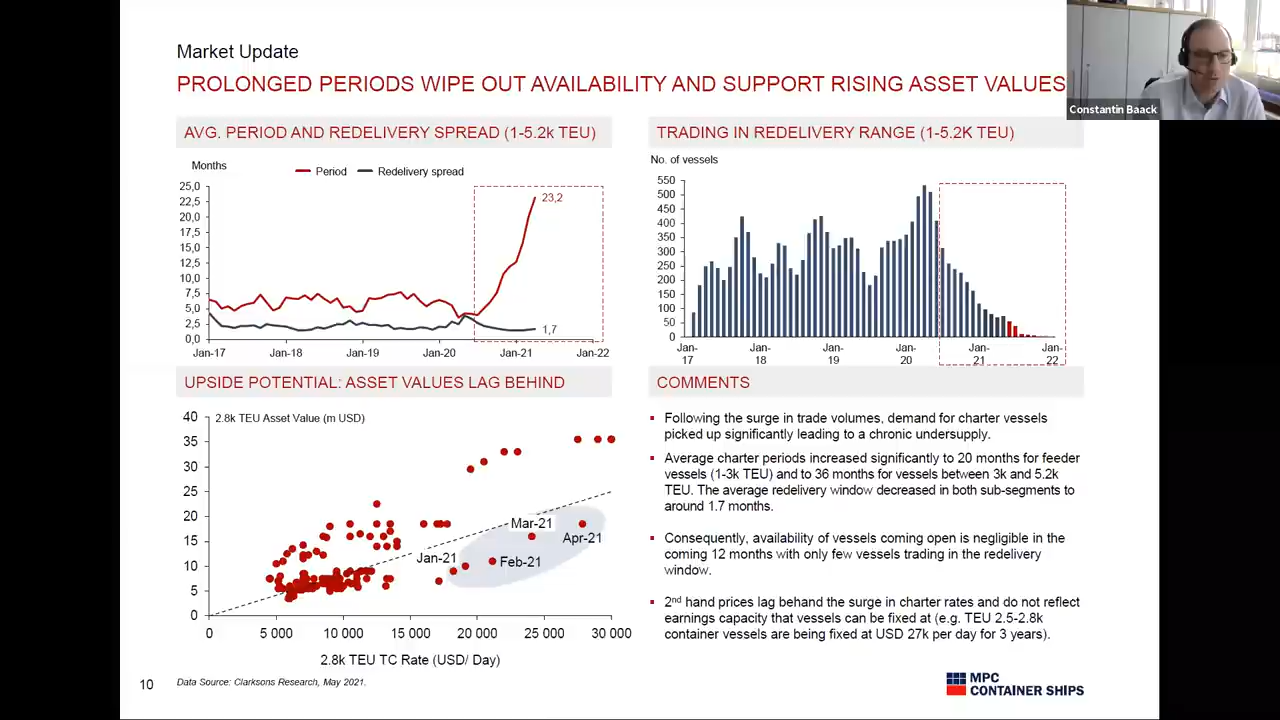 Market Update
PROLONGED PERIODS WIPE OUT AVAILABILITY AND SUPPORT RISING ASSET VALUES
Constantin Baack
AVG. PERIOD AND REDELIVERY SPREAD (1-5.2k TEU)
Months
Period
Redelivery spread
25,0
22,5
20,0
17,5
15,0
12,5
10,0
7,5
5,0
2,5
0,0
23,2
1,7
Jan-17
Jan-18
Jan-19
Jan-20
Jan-21
Jan-22
TRADING IN REDELIVERY RANGE (1-5.2K TEU)
No. of vessels
550
500
450
400
350
300
250
200
150
100
50
0
Jan-
17
Jan-
18
Jan-
19
Jan-
20
Jan-
21
Jan-
22
UPSIDE POTENTIAL: ASSET VALUES LAG BEHIND
2.8k TEU Asset Value (m USD)
40
35
30
25
20
15
10
5
0
Mar-21
Apr-21
Jan-21
Feb-21
0
5 000
10 000
15 000
20 000
25 000
30 000
2.8k TEU TC Rate (USD/ Day)
COMMENTS
Following the surge in trade volumes, demand for charter vessels
picked up significantly leading to a chronic undersupply.
Average charter periods increased significantly to 20 months for feeder
vessels (1-3k TEU) and to 36 months for vessels between 3k and 5.2k
TEU. The average redelivery window decreased in both sub-segments to
around 1.7 months.
Consequently, availability of vessels coming open is negligible in the
coming 12 months with only few vessels trading in the redelivery
window.
2nd hand prices lag behand the surge in charter rates and do not reflect
earnings capacity that vessels can be fixed at (e.g. TEU 2.5-2.8k
container vessels are being fixed at USD 27k per day for 3 years).
10
Data Source: Clarksons Research, May 2021.
MPC
CONTAINER SHIPS